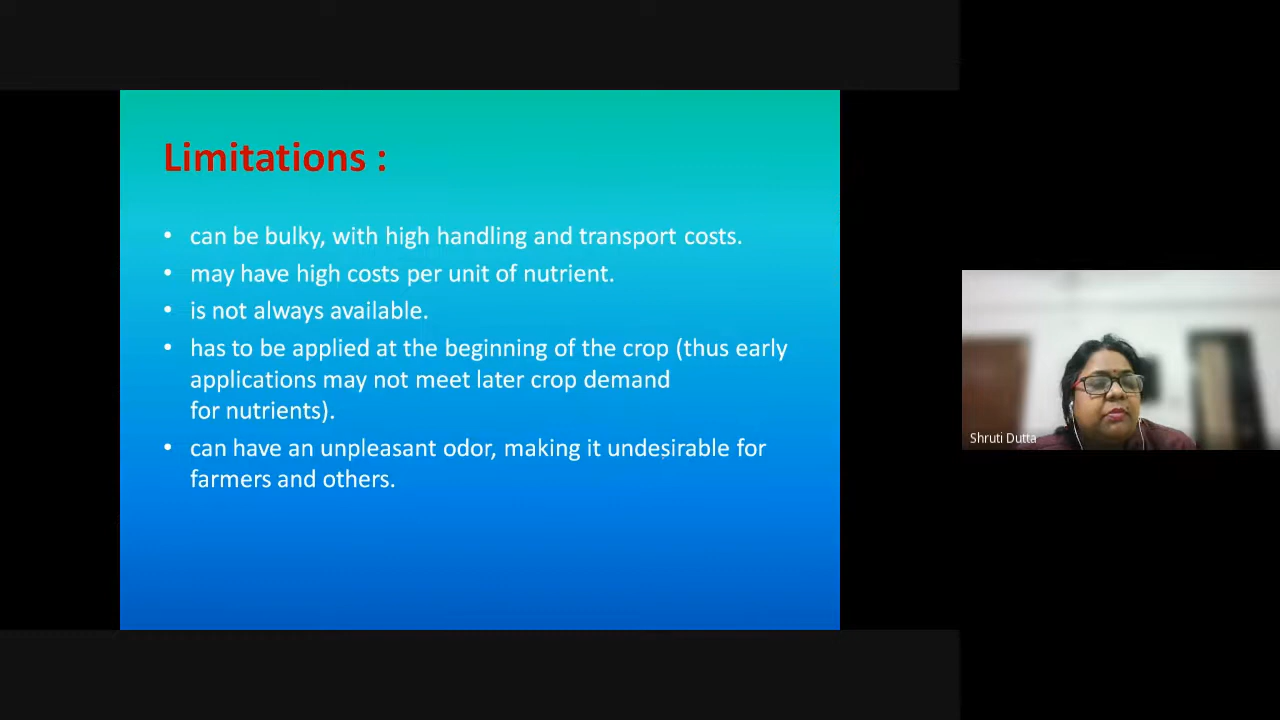 Limitations :
• can be bulky, with high handling and transport costs.
• may have high costs per unit of nutrient.
• is not always available.
• has to be applied at the beginning of the crop (thus early
applications may not meet later crop demand
for nutrients).
• can have an unpleasant odor, making it undesirable for
farmers and others.
Shruti Dutta